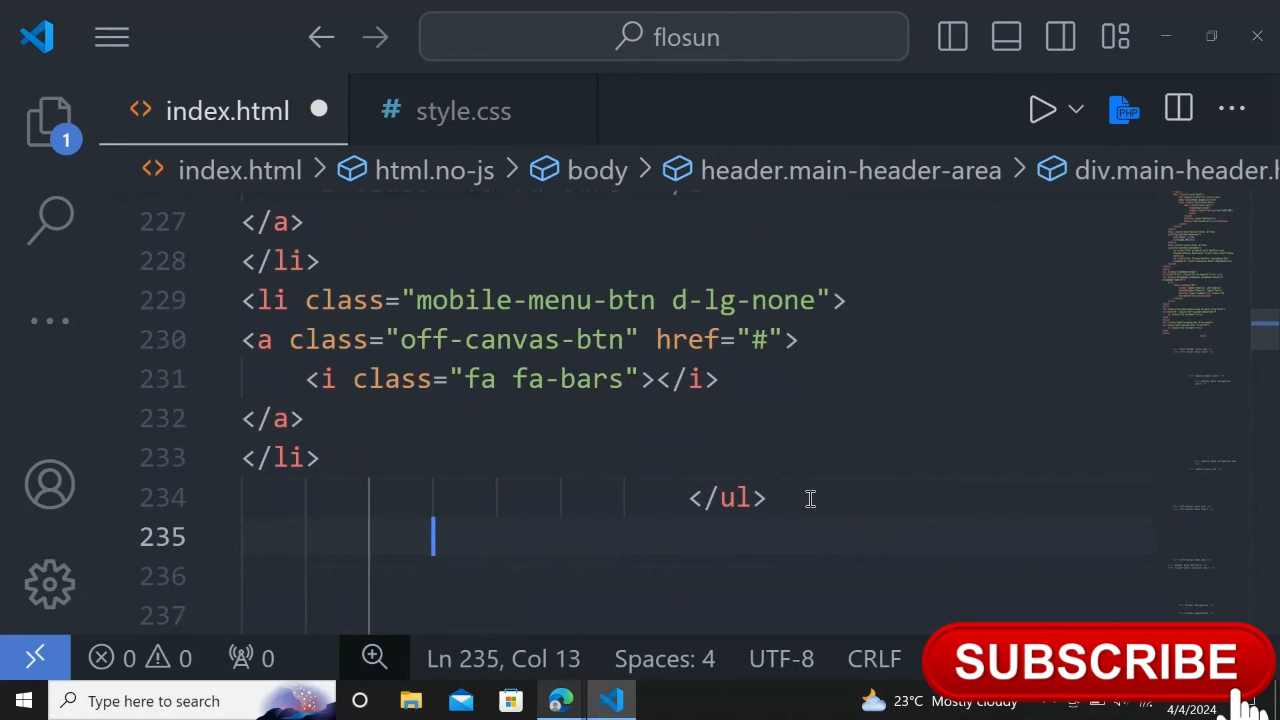 flosun
index.html
# style.css
PHP
1
index.html > html.no-js > body > header.main-header-area > div.main-header.h
227 </a>
228 </li>
229 <li class="mobile-menu-btn d-lg-none">
230 <a class="off-canvas-btn" href="#">
231 <i class="fa fa-bars"></i>
232 </a>
233 </li>
234 </ul>
235
236
237
0 0 0 Ln 235, Col 13 Spaces: 4 UTF-8 CRLF
SUBSCRIBE
Type here to search 23°C Mostly cloudy
4/4/2024